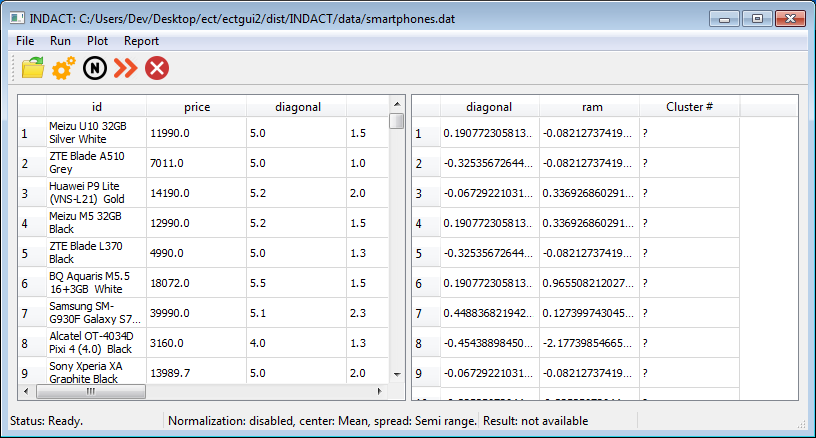 INDACT: C:/Users/Dev/Desktop/ect/ectgui2/dist/INDACT/data/smartphones.dat
File Run Plot Report
N
id price diagonal
1 Meizu U10 32GB Silver White 11990.0 5.0 1.5
2 ZTE Blade A510 Grey 7011.0 5.0 1.0
3 Huawei P9 Lite (VNS-L21) Gold 14190.0 5.2 2.0
4 Meizu M5 32GB Black 12990.0 5.2 1.5
5 ZTE Blade L370 Black 4990.0 5.0 1.3
6 BQ Aquaris M5.5 16+3GB White 18072.0 5.5 1.5
7 Samsung SM-G930F Galaxy S7... 39990.0 5.1 2.3
8 Alcatel OT-4034D Pixi 4 (4.0) Black 3160.0 4.0 1.3
9 Sony Xperia XA Graphite Black 13989.7 5.0 2.0
diagonal ram Cluster #
1 0.190772305813... -0.08212737419... ?
2 -0.32535672644... -0.08212737419... ?
3 -0.06729221031... 0.336926860291... ?
4 0.190772305813... 0.336926860291... ?
5 -0.32535672644... -0.08212737419... ?
6 0.190772305813... 0.965508212027... ?
7 0.448836821942... 0.127399743045... ?
8 -0.45438898450... -2.17739854665... ?
9 -0.06729221031... -0.08212737419... ?
Status: Ready. Normalization: disabled, center: Mean, spread: Semi range. Result: not available